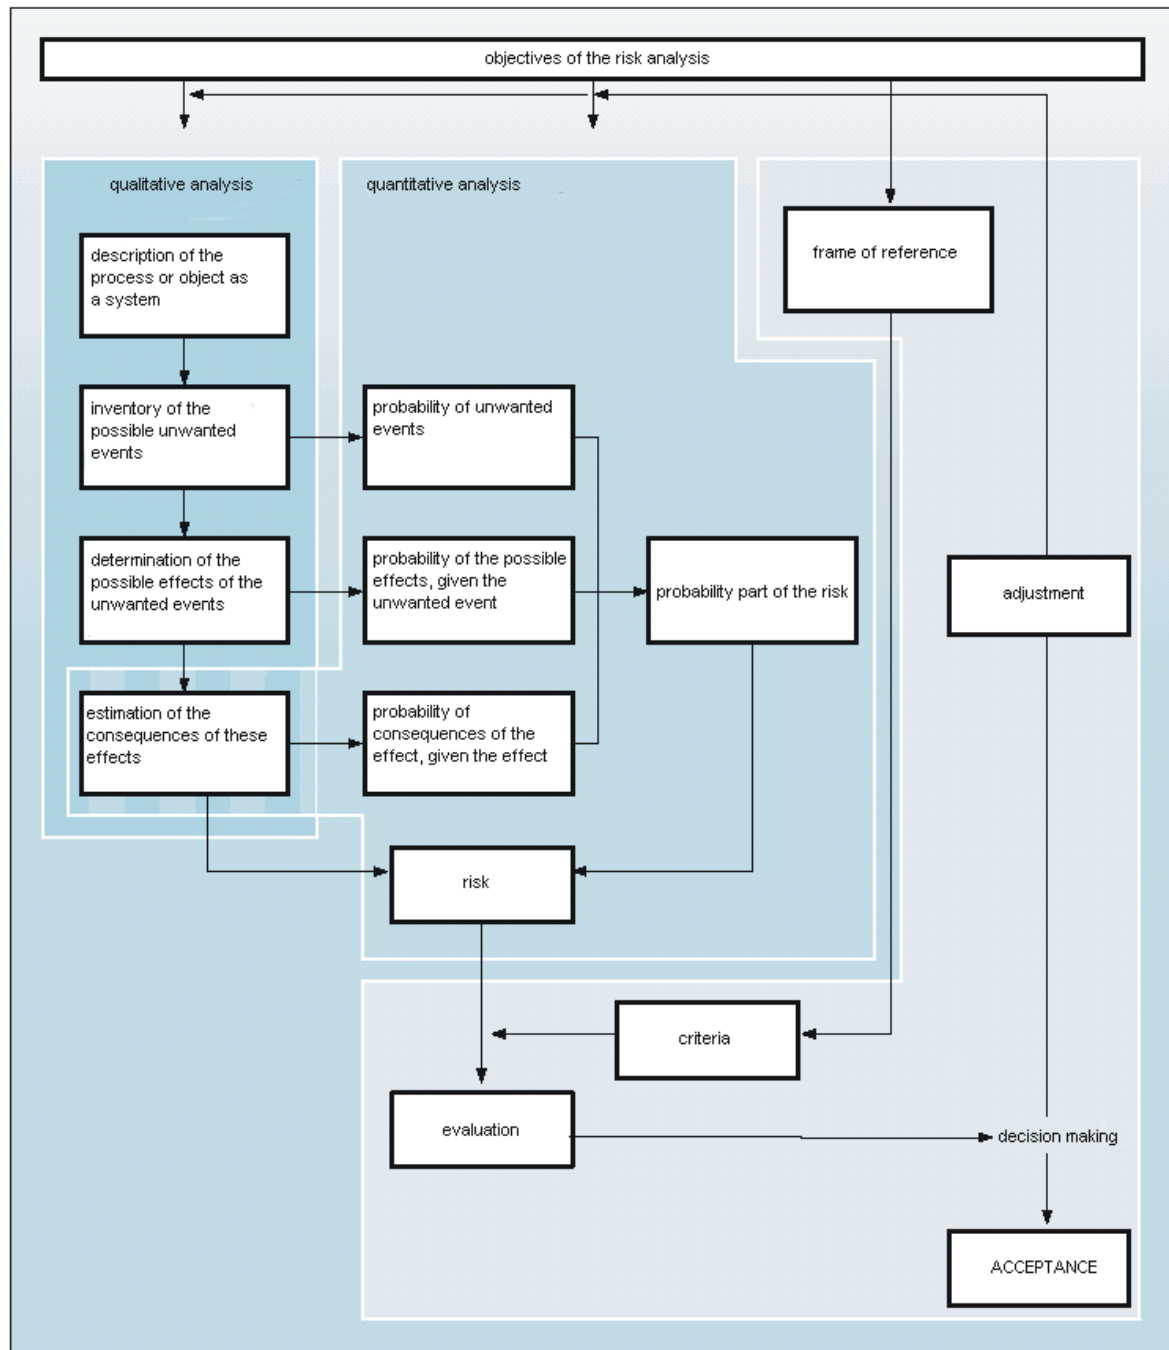 objectives of the risk analysis
qualitative analysis
quantitative analysis
description of the
process or object as
a system
frame of reference
inventory of the
possible unwanted
events
probability of unwanted
events
determination of the
possible effects of the
unwanted events
probability of the possible
effects, given the
unwanted event
probability part of the risk
adjustment
estimation of the
consequences of these
effects
probability of
consequences of the
effect, given the effect
risk
criteria
evaluation
decision making
ACCEPTANCE